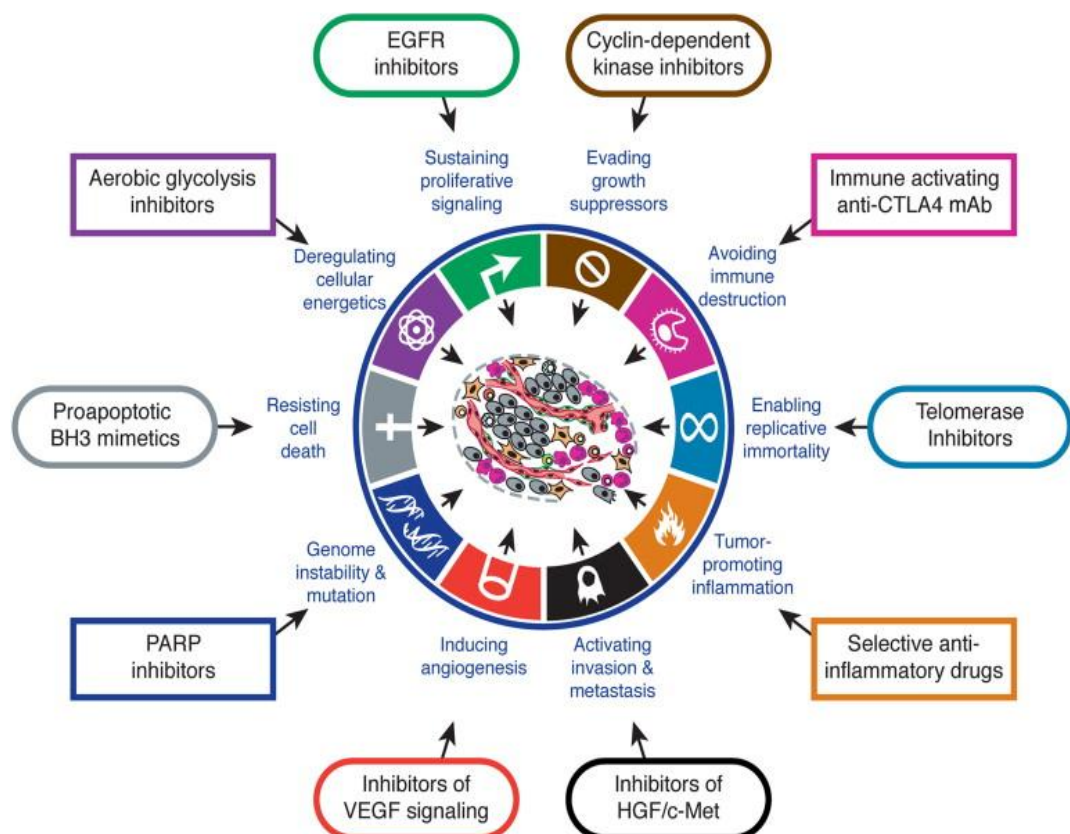 EGFR
inhibitors
Cyclin-dependent
kinase inhibitors
Sustaining
proliferative
signaling
Evading
growth
suppressors
Aerobic glycolysis
inhibitors
Immune activating
anti-CTLA4 mAb
Deregulating
cellular
energetics
Avoiding
immune
destruction
Proapoptotic
BH3 mimetics
Resisting
cell
death
Enabling
replicative
immortality
Telomerase
Inhibitors
Genome
instability &
mutation
Tumor-
promoting
inflammation
PARP
inhibitors
Inducing
angiogenesis
Activating
invasion &
metastasis
Selective anti-
inflammatory drugs
Inhibitors of
VEGF signaling
Inhibitors of
HGF/c-Met